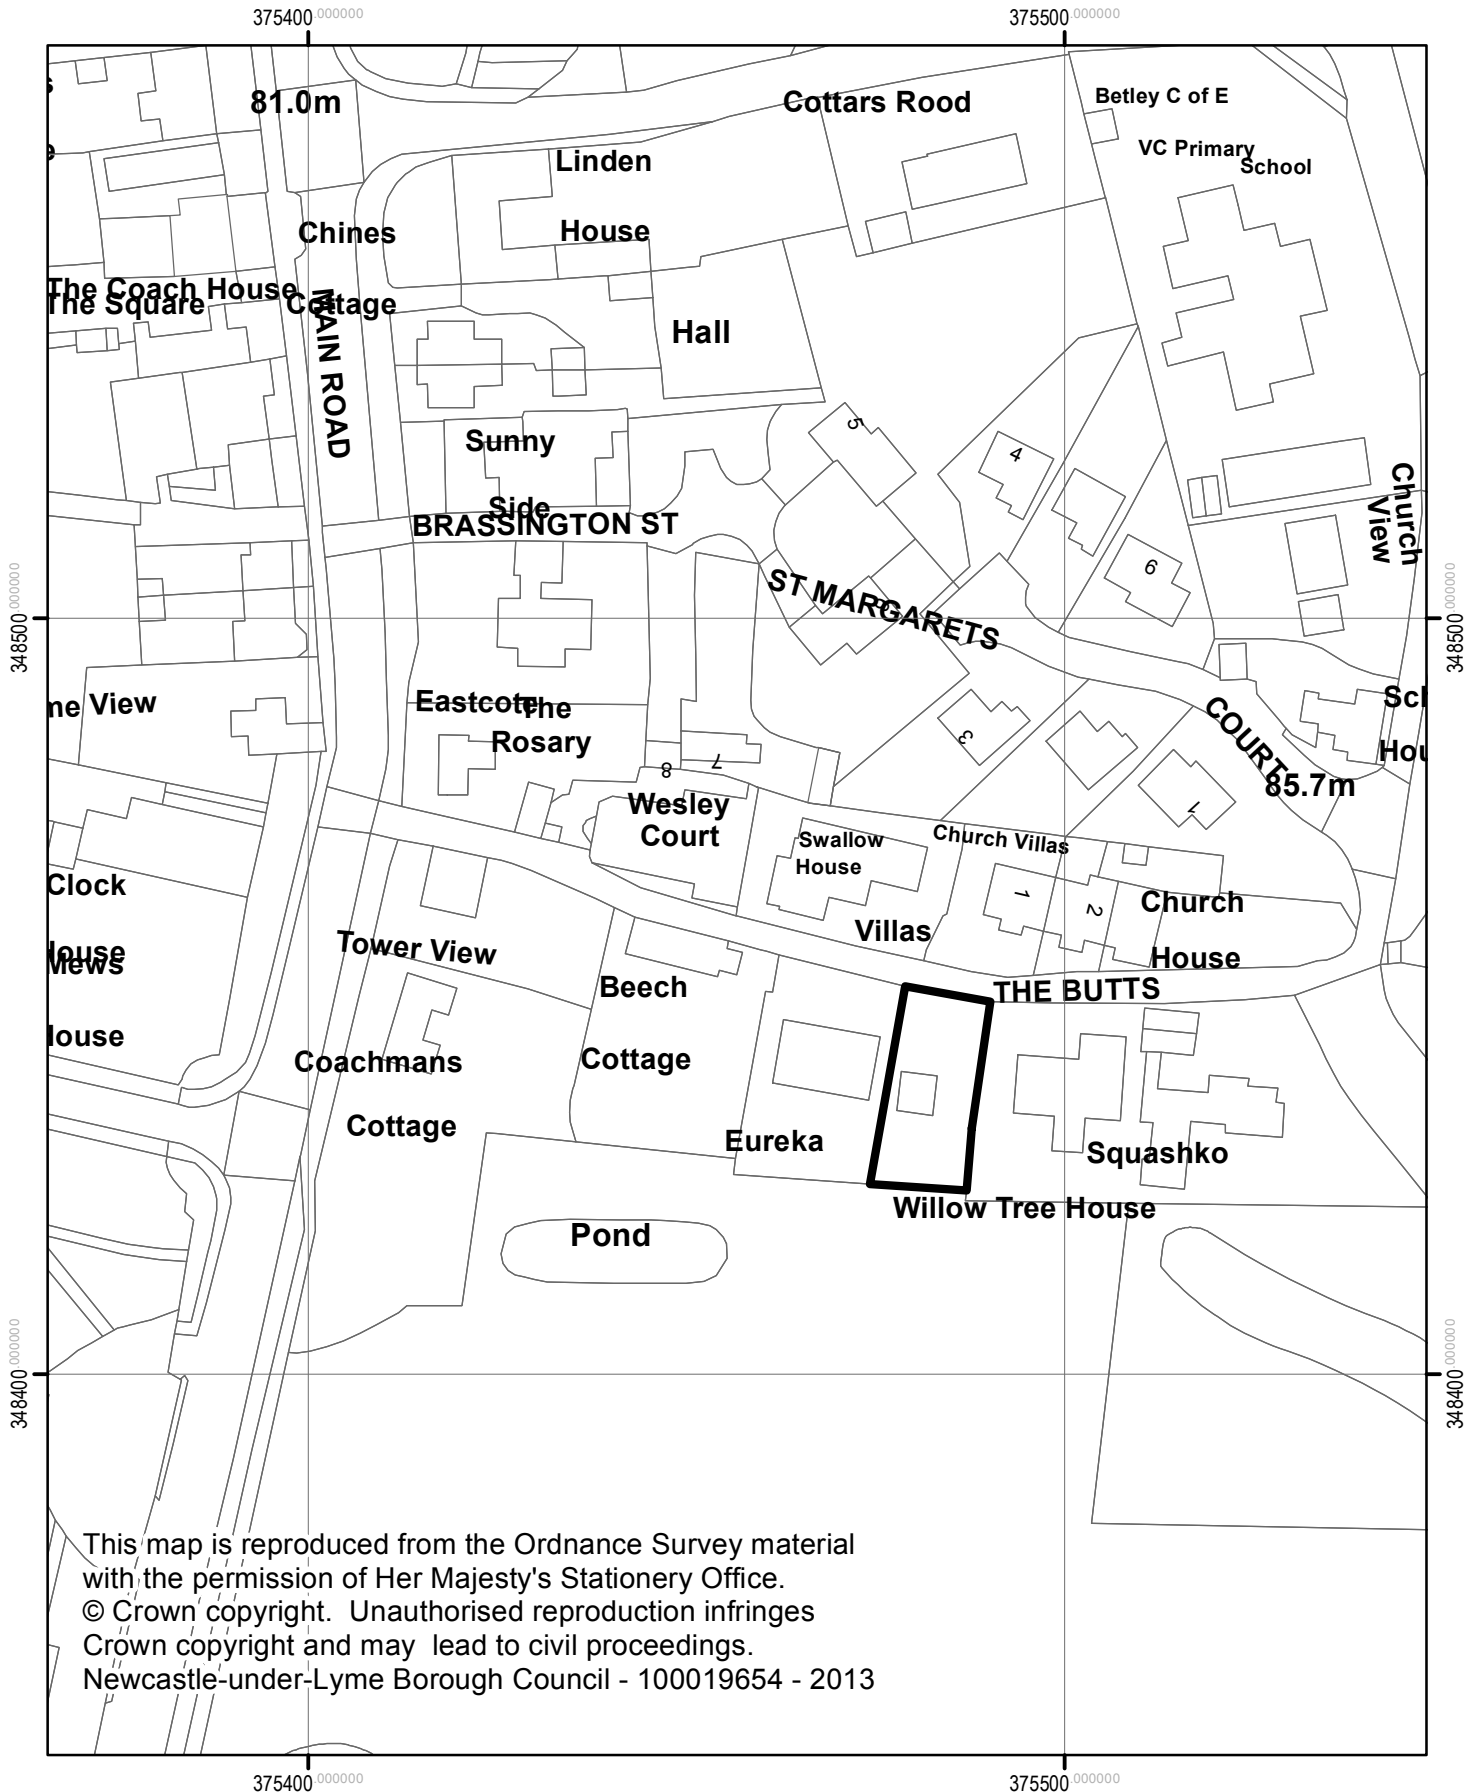 375400.000000
375500.000000
81.0m
Cottars Rood
Betley C of E
VC Primary
School
Linden
House
Chines
Cottage
The Coach House
The Square
MAIN ROAD
Hall
5
4
Sunny
Side
BRASSINGTON ST
Church
View
6
ST MARGARETS
348500.000000
348500.000000
me View
Eastcote
The
Rosary
3
COURT
Sch
Hou
85.7m
8
7
1
Wesley
Court
Swallow
House
Church Villas
1
2
Clock
House
Mews
House
Tower View
Villas
Church
House
Beech
Cottage
THE BUTTS
Coachmans
Cottage
Eureka
Squashko
Willow Tree House
Pond
348400.000000
348400.000000
This map is reproduced from the Ordnance Survey material
with the permission of Her Majesty's Stationery Office.
© Crown copyright.  Unauthorised reproduction infringes
Crown copyright and may  lead to civil proceedings.
Newcastle-under-Lyme Borough Council - 100019654 - 2013
375400.000000
375500.000000